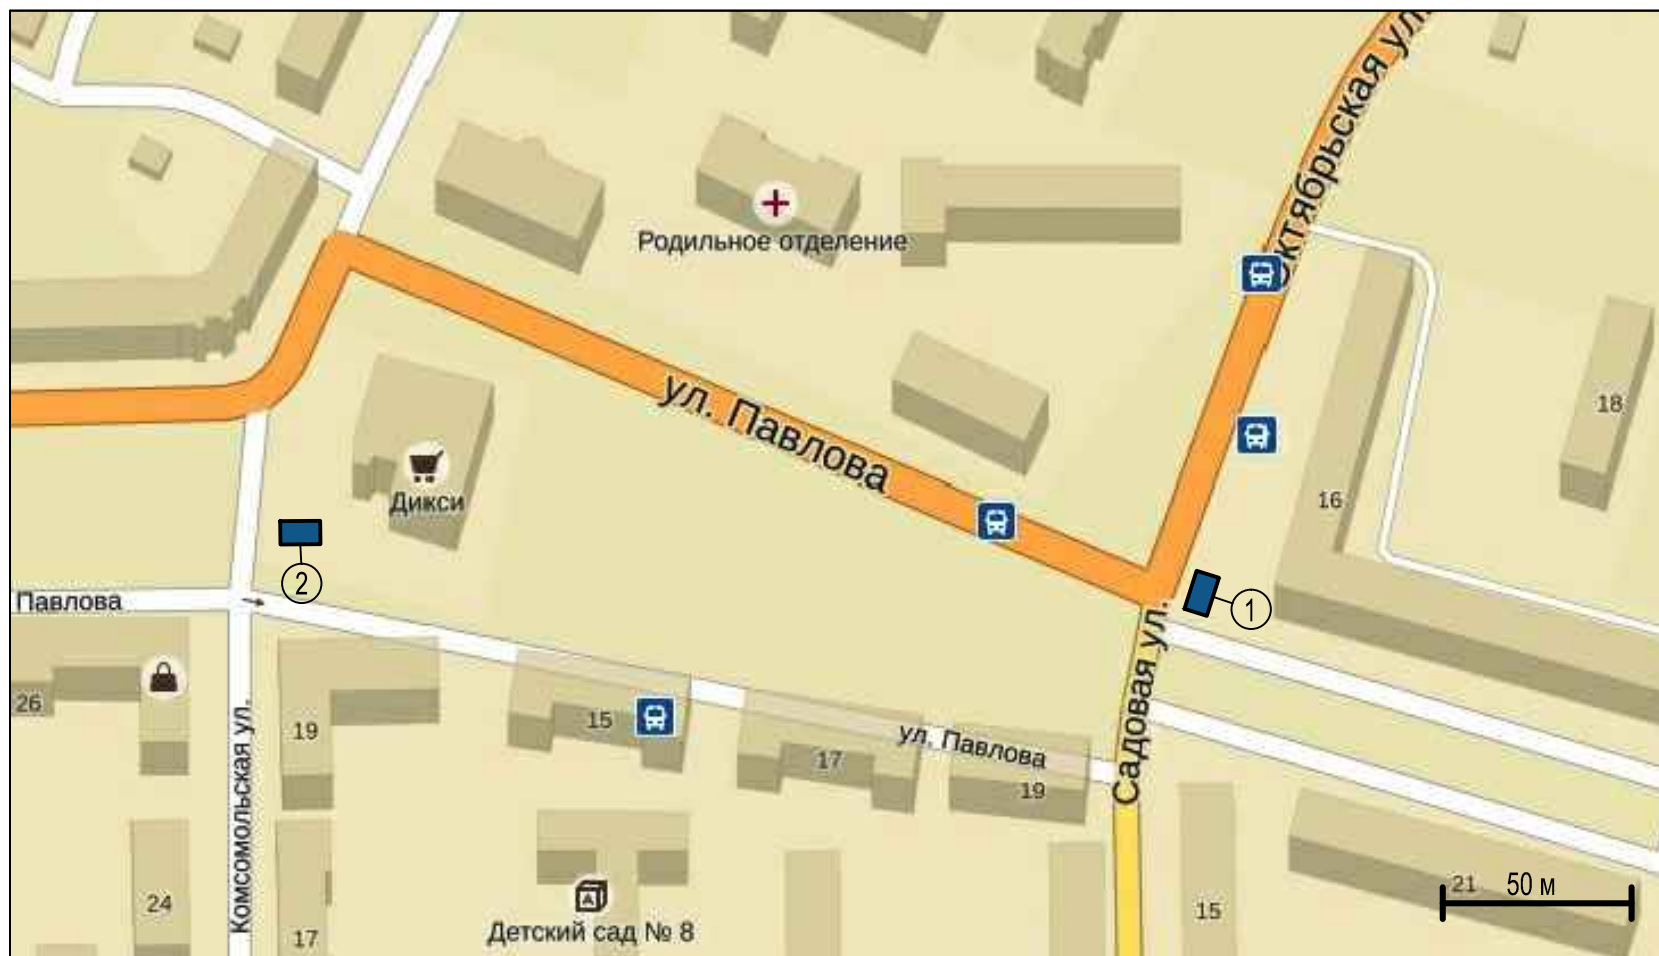 Октябрьская ул.
Родильное отделение
ул. Павлова
18
16
Дикси
2
1
Павлова
Садовая ул.
26
19
15
ул. Павлова
17
19
Комсомольская ул.
24
17
Детский сад № 8
15
21
50 м